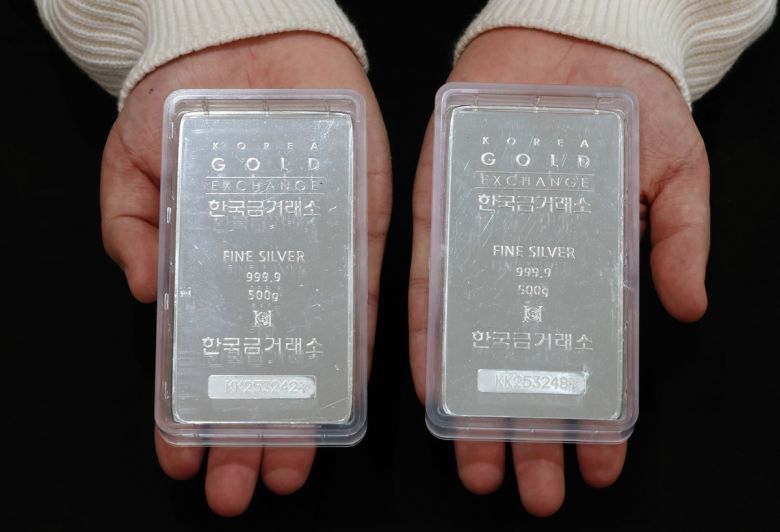 KOREA
GOLD
EXCHANGE
한국금거래소
FINE SILVER
999.9
500g
한국금거래소
KK253242
KOREA
GOLD
EXCHANGE
한국금거래소
FINE SILVER
999.9
500g
한국금거래소
KK253248